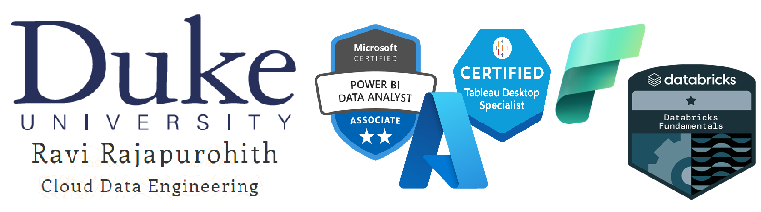 Duke
UNIVERSITY
Ravi Rajapurohith
Cloud Data Engineering
Microsoft
CERTIFIED
POWER BI
DATA ANALYST
ASSOCIATE
CERTIFIED
Tableau Desktop
Specialist
databricks
Databricks
Fundamentals